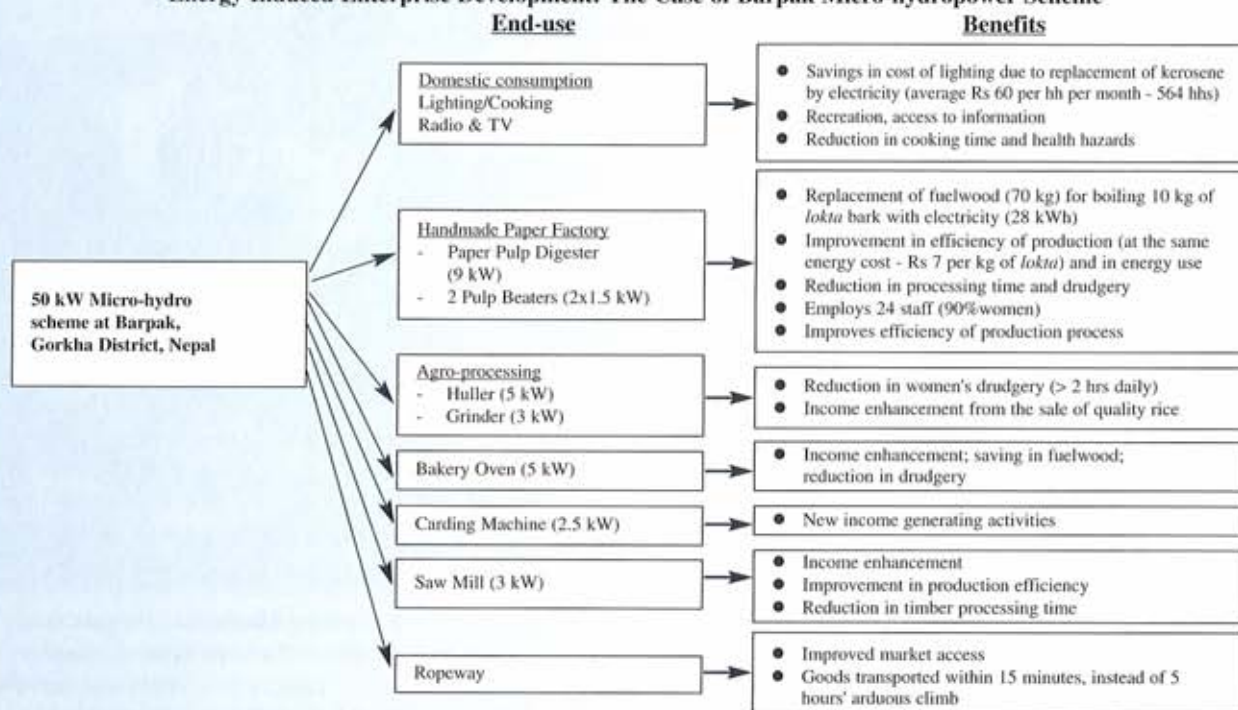 Energy Induced Enterprise Development: The Case of Barpak Micro-hydropower Scheme
End-use
Benefits
50 kW Micro-hydro
scheme at Barpak,
Gorkha District, Nepal
Domestic consumption
Lighting/Cooking
Radio & TV
● Savings in cost of lighting due to replacement of kerosene
by electricity (average Rs 60 per hh per month - 564 hhs)
● Recreation, access to information
● Reduction in cooking time and health hazards
Handmade Paper Factory
- Paper Pulp Digester
(9 kW)
- 2 Pulp Beaters (2x1.5 kW)
● Replacement of fuelwood (70 kg) for boiling 10 kg of
lokta bark with electricity (28 kWh)
● Improvement in efficiency of production (at the same
energy cost - Rs 7 per kg of lokta) and in energy use
● Reduction in processing time and drudgery
● Employs 24 staff (90%women)
● Improves efficiency of production process
Agro-processing
- Huller (5 kW)
- Grinder (3 kW)
● Reduction in women's drudgery (> 2 hrs daily)
● Income enhancement from the sale of quality rice
Bakery Oven (5 kW)
● Income enhancement; saving in fuelwood;
reduction in drudgery
Carding Machine (2.5 kW)
● New income generating activities
Saw Mill (3 kW)
● Income enhancement
● Improvement in production efficiency
● Reduction in timber processing time
Ropeway
● Improved market access
● Goods transported within 15 minutes, instead of 5
hours' arduous climb